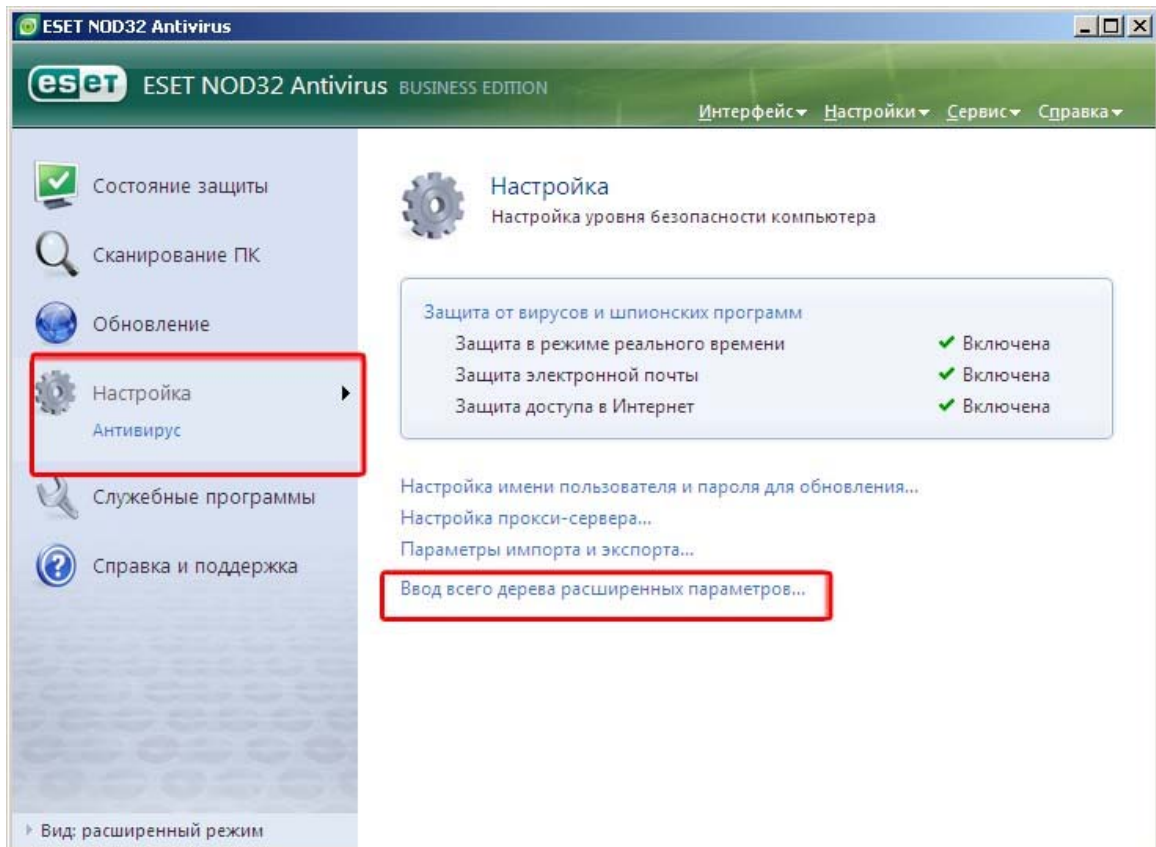 ESET NOD32 Antivirus
eset ESET NOD32 Antivirus BUSINESS EDITION
Интерфейс Настройки Сервис Справка
Состояние защиты
Сканирование ПК
Обновление
Настройка
Антивирус
Служебные программы
Справка и поддержка
Вид: расширенный режим
Настройка
Настройка уровня безопасности компьютера
Защита от вирусов и шпионских программ
Защита в режиме реального времени Включена
Защита электронной почты Включена
Защита доступа в Интернет Включена
Настройка имени пользователя и пароля для обновления...
Настройка прокси-сервера...
Параметры импорта и экспорта...
Ввод всего дерева расширенных параметров...